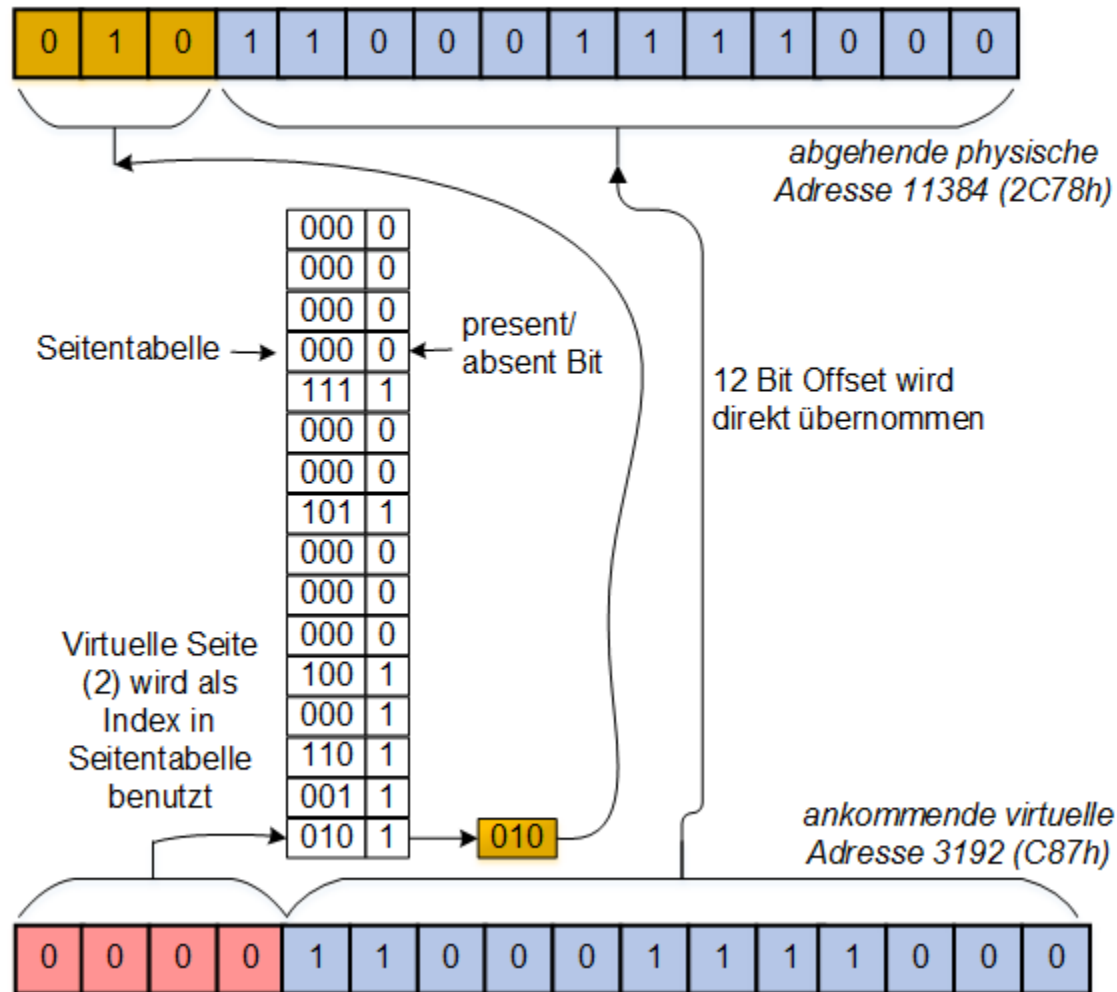 0 1 0 1 1 0 0 0 1 1 1 1 0 0 0
abgehende physische
Adresse 11384 (2C78h)
000 0
000 0
000 0
000 0
111 1
000 0
000 0
101 1
000 0
000 0
000 0
100 1
000 1
110 1
001 1
010 1
Seitentabelle
present/
absent Bit
12 Bit Offset wird
direkt übernommen
Virtuelle Seite
(2) wird als
Index in
Seitentabelle
benutzt
010
ankommende virtuelle
Adresse 3192 (C87h)
0 0 0 0 1 1 0 0 0 1 1 1 1 0 0 0